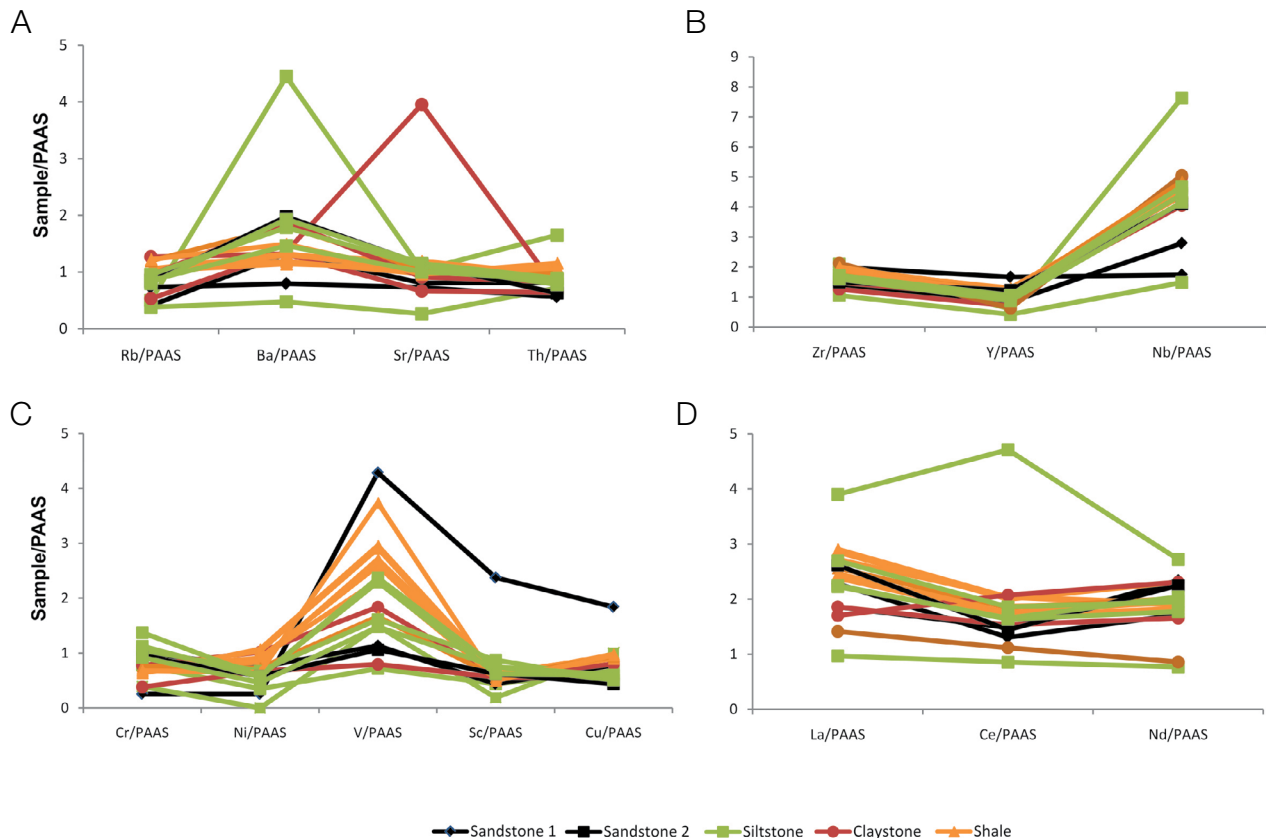 A
5
4
3
2
1
0
Sample/PAAS
Rb/PAAS Ba/PAAS Sr/PAAS Th/PAAS
B
9
8
7
6
5
4
3
2
1
0
Zr/PAAS Y/PAAS Nb/PAAS
C
5
4
3
2
1
0
Sample/PAAS
Cr/PAAS Ni/PAAS V/PAAS Sc/PAAS Cu/PAAS
D
5
4
3
2
1
0
La/PAAS Ce/PAAS Nd/PAAS
Sandstone 1 Sandstone 2 Siltstone Claystone Shale